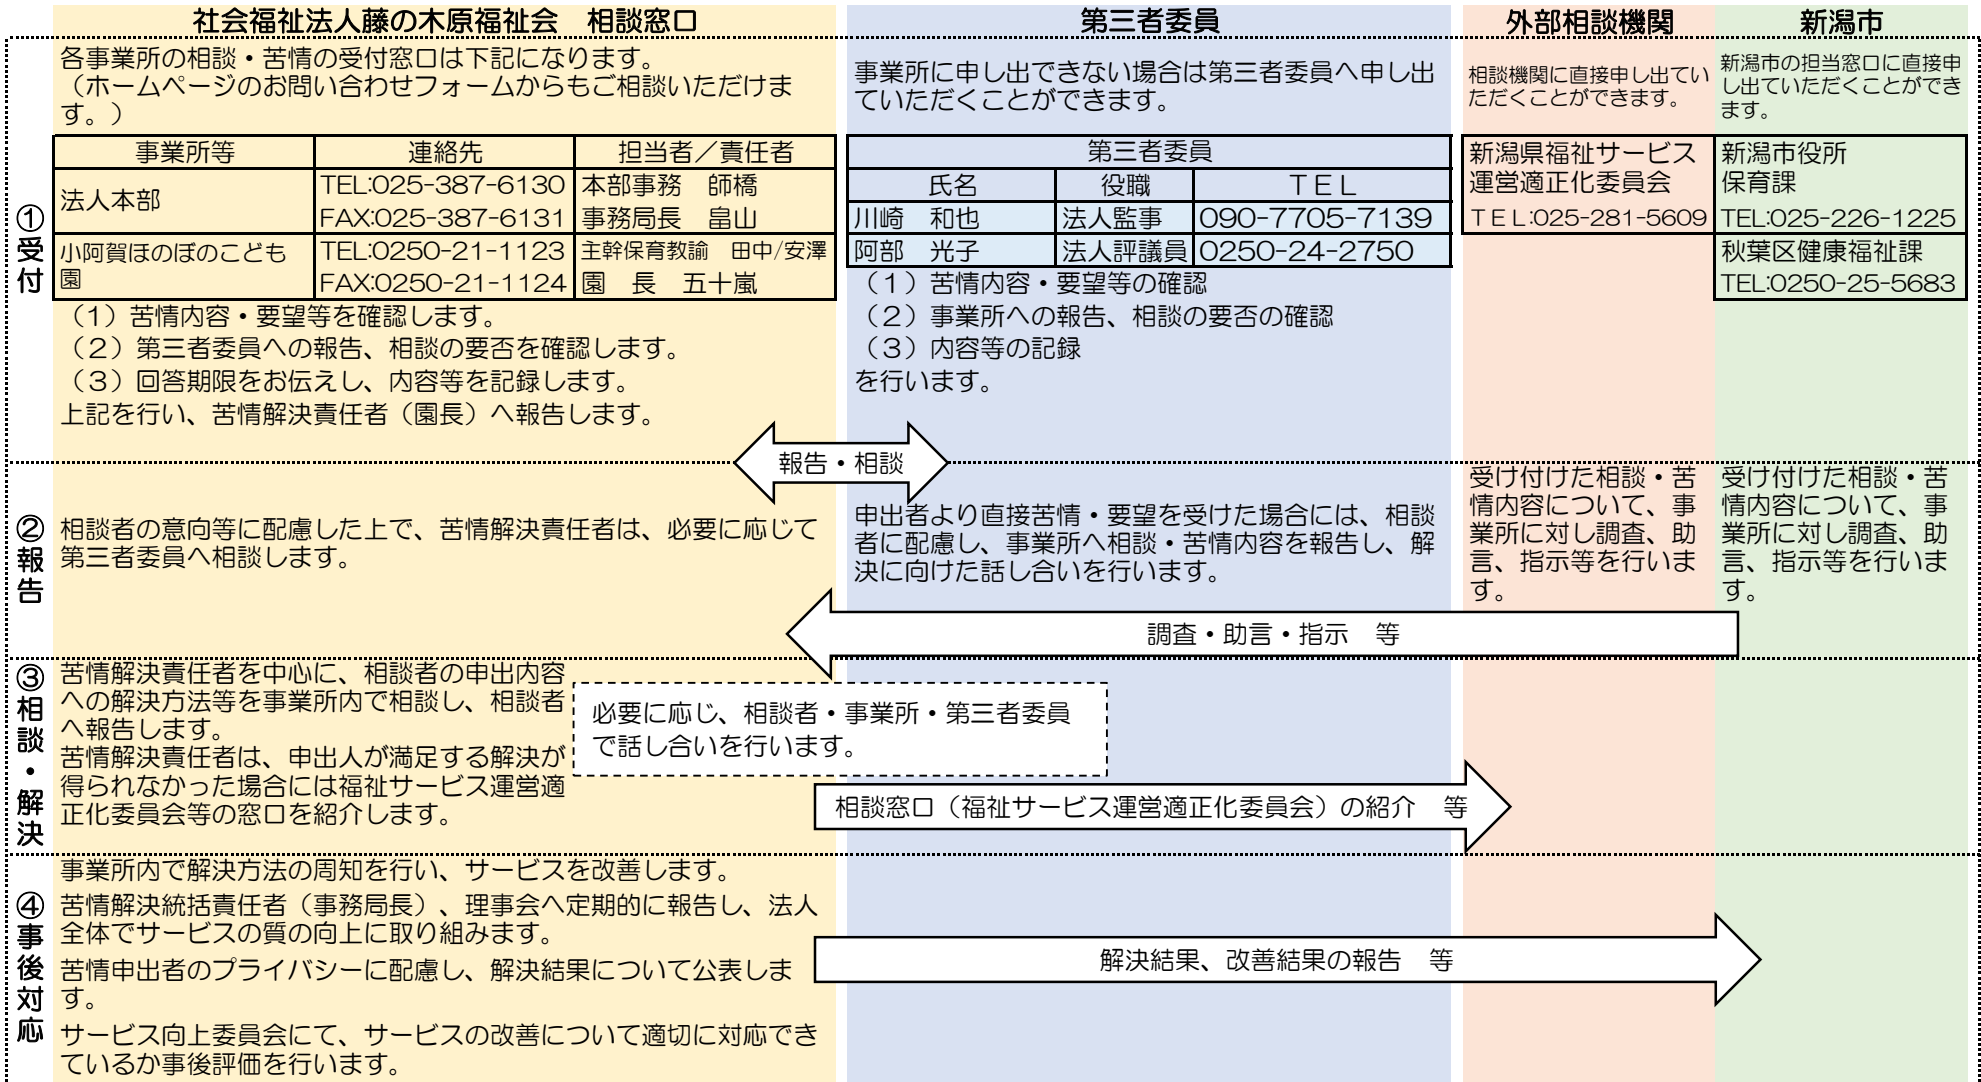 社会福祉法人藤の木原福祉会　相談窓口
第三者委員
外部相談機関
新潟市
①受付
各事業所の相談・苦情の受付窓口は下記になります。
（ホームページのお問い合わせフォームからもご相談いただけま
す。）
事業所等
連絡先
担当者／責任者
法人本部
TEL:025-387-6130
本部事務　師橋
FAX:025-387-6131
事務局長　畠山
小阿賀ほのぼのこども
園
TEL:0250-21-1123
主幹保育教諭　田中/安澤
FAX:0250-21-1124
園　長　五十嵐
（1）苦情内容・要望等を確認します。
（２）第三者委員への報告、相談の要否を確認します。
（３）回答期限をお伝えし、内容等を記録します。
上記を行い、苦情解決責任者（園長）へ報告します。
事業所に申し出できない場合は第三者委員へ申し出
ていただくことができます。
第三者委員
氏名
役職
ＴＥＬ
川崎　和也
法人監事
090-7705-7139
阿部　光子
法人評議員
0250-24-2750
（１）苦情内容・要望等の確認
（２）事業所への報告、相談の要否の確認
（３）内容等の記録
を行います。
相談機関に直接申し出てい
ただくことができます。
新潟県福祉サービス
運営適正化委員会
ＴＥＬ:025-281-5609
新潟市の担当窓口に直接申
し出ていただくことができ
ます。
新潟市役所
保育課
TEL:025-226-1225
秋葉区健康福祉課
TEL:0250-25-5683
報告・相談
②報告
相談者の意向等に配慮した上で、苦情解決責任者は、必要に応じて
第三者委員へ相談します。
申出者より直接苦情・要望を受けた場合には、相談
者に配慮し、事業所へ相談・苦情内容を報告し、解
決に向けた話し合いを行います。
受け付けた相談・苦
情内容について、事
業所に対し調査、助
言、指示等を行いま
す。
受け付けた相談・苦
情内容について、事
業所に対し調査、助
言、指示等を行いま
す。
調査・助言・指示　等
③相談・解決
苦情解決責任者を中心に、相談者の申出内容
への解決方法等を事業所内で相談し、相談者
へ報告します。
苦情解決責任者は、申出人が満足する解決が
得られなかった場合には福祉サービス運営適
正化委員会等の窓口を紹介します。
必要に応じ、相談者・事業所・第三者委員
で話し合いを行います。
相談窓口（福祉サービス運営適正化委員会）の紹介　等
④事後対応
事業所内で解決方法の周知を行い、サービスを改善します。
苦情解決統括責任者（事務局長）、理事会へ定期的に報告し、法人
全体でサービスの質の向上に取り組みます。
苦情申出者のプライバシーに配慮し、解決結果について公表しま
す。
サービス向上委員会にて、サービスの改善について適切に対応でき
ているか事後評価を行います。
解決結果、改善結果の報告　等